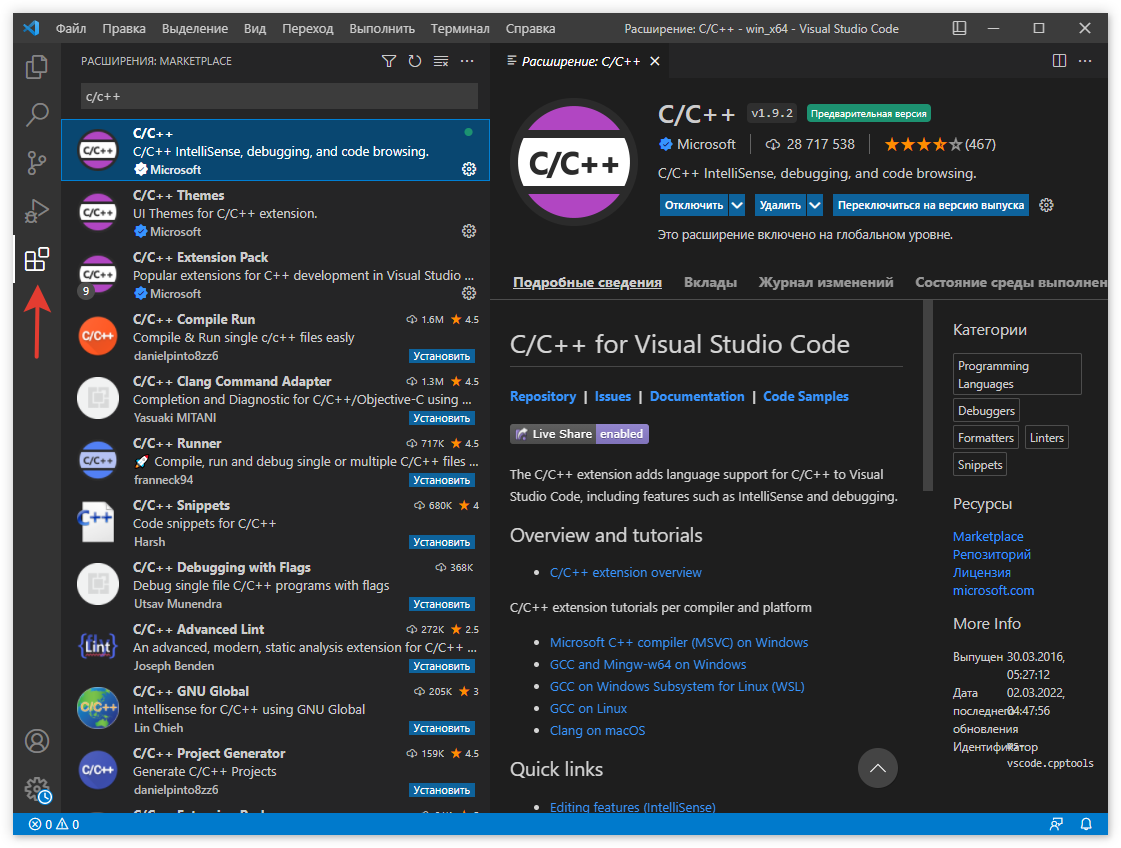 Файл Правка Выделение Вид Переход Выполнить Терминал Справка Расширение: C/C++ - win_x64 - Visual Studio Code
РАСШИРЕНИЯ: MARKETPLACE
c/c++
C/C++
C/C++
C/C++ IntelliSense, debugging, and code browsing.
Microsoft
C/C++
C/C++ Themes
UI Themes for C/C++ extension.
Microsoft
C/C++
9
C/C++ Extension Pack
Popular extensions for C++ development in Visual Studio ...
Microsoft
C/C++
C/C++ Compile Run 1.6M 4.5
Compile & Run single c/c++ files easly
danielpinto8zz6 Установить
C/C++ Clang Command Adapter 1.3M 4.5
Completion and Diagnostic for C/C++/Objective-C using ...
Yasuaki MITANI Установить
C/C++
C/C++ Runner 717K 4.5
🚀 Compile, run and debug single or multiple C/C++ files ...
franneck94 Установить
C++
C/C++ Snippets 680K 4
Code snippets for C/C++
Harsh Установить
C/C++ Debugging with Flags 368K
Debug single file C/C++ programs with flags
Utsav Munendra Установить
Lint
C/C++ Advanced Lint 272K 2.5
An advanced, modern, static analysis extension for C/C++ ...
Joseph Benden Установить
C/C++
C/C++ GNU Global 205K 3
Intellisense for C/C++ using GNU Global
Lin Chieh Установить
C/C++
C/C++ Project Generator 159K 4.5
Generate C/C++ Projects
danielpinto8zz6 Установить
Расширение: C/C++
C/C++
C/C++ v1.9.2 Предварительная версия
Microsoft 28 717 538 (467)
C/C++ IntelliSense, debugging, and code browsing.
Отключить Удалить Переключиться на версию выпуска
Это расширение включено на глобальном уровне.
Подробные сведения Вклады Журнал изменений Состояние среды выполнен
C/C++ for Visual Studio Code
Repository | Issues | Documentation | Code Samples
Live Share enabled
The C/C++ extension adds language support for C/C++ to Visual
Studio Code, including features such as IntelliSense and debugging.
Overview and tutorials
• C/C++ extension overview
C/C++ extension tutorials per compiler and platform
• Microsoft C++ compiler (MSVC) on Windows
• GCC and Mingw-w64 on Windows
• GCC on Windows Subsystem for Linux (WSL)
• GCC on Linux
• Clang on macOS
Quick links
• Editing features (IntelliSense)
Категории
Programming
Languages
Debuggers
Formatters Linters
Snippets
Ресурсы
Marketplace
Репозиторий
Лицензия
microsoft.com
More Info
Выпущен 30.03.2016,
05:27:12
Дата 02.03.2022,
последнего 04:47:56
обновления
Идентификатор ms-
vscode.cpptools
0 0